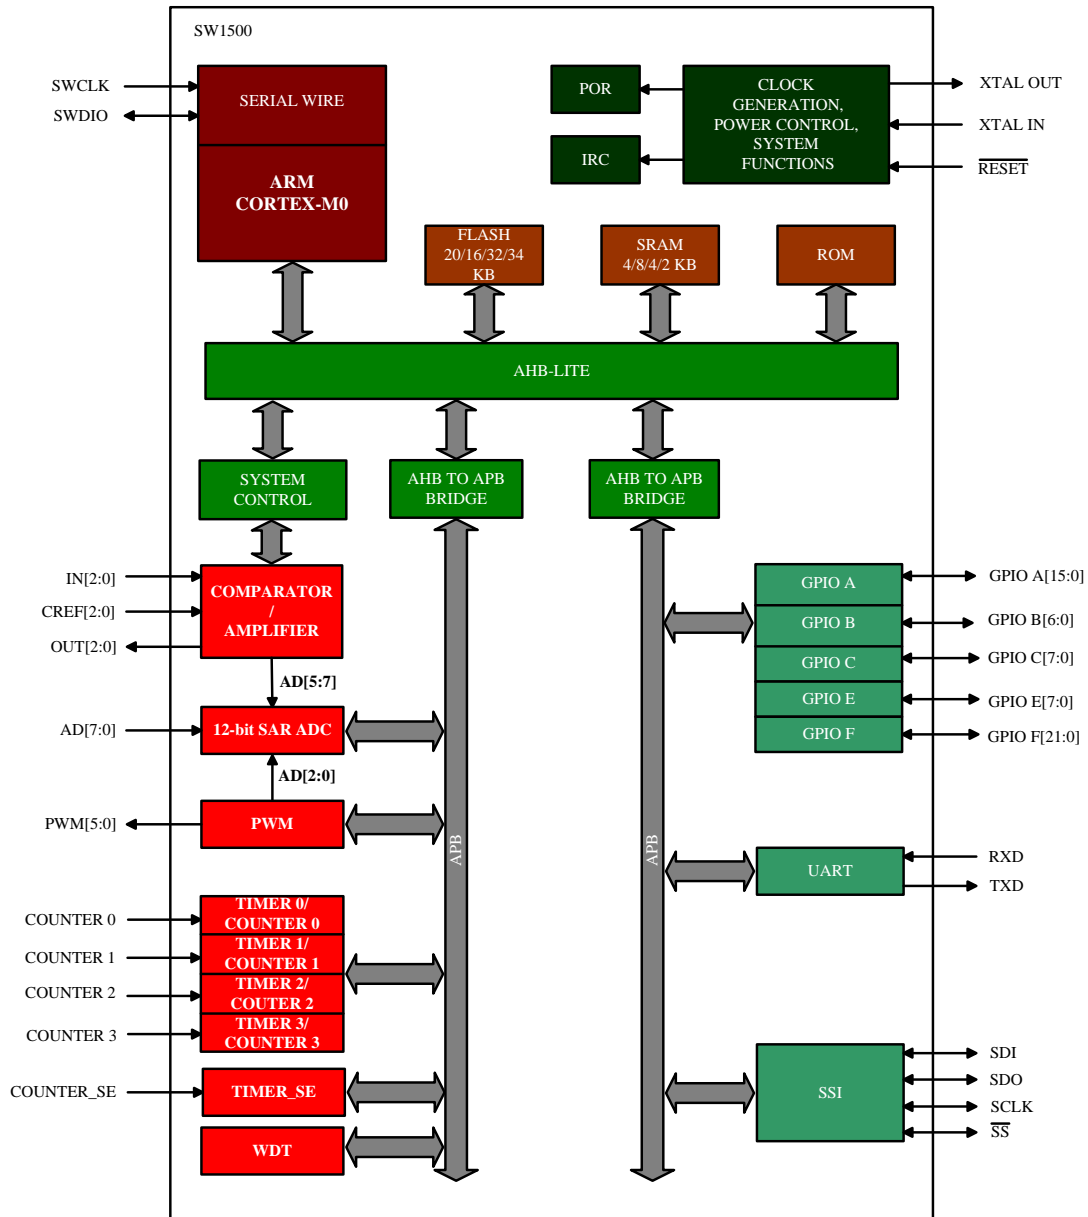 SW1500
SWCLK
SWDIO
SERIAL WIRE
ARM
CORTEX-M0
POR
IRC
CLOCK
GENERATION,
POWER CONTROL,
SYSTEM
FUNCTIONS
XTAL OUT
XTAL IN
RESET
FLASH
20/16/32/34
KB
SRAM
4/8/4/2 KB
ROM
AHB-LITE
SYSTEM
CONTROL
AHB TO APB
BRIDGE
AHB TO APB
BRIDGE
IN[2:0]
CREF[2:0]
OUT[2:0]
COMPARATOR
/
AMPLIFIER
AD[5:7]
AD[7:0]
12-bit SAR ADC
AD[2:0]
PWM[5:0]
PWM
APB
APB
GPIO A
GPIO B
GPIO C
GPIO E
GPIO F
GPIO A[15:0]
GPIO B[6:0]
GPIO C[7:0]
GPIO E[7:0]
GPIO F[21:0]
UART
RXD
TXD
COUNTER 0
COUNTER 1
COUNTER 2
COUNTER 3
TIMER 0/
COUNTER 0
TIMER 1/
COUNTER 1
TIMER 2/
COUTER 2
TIMER 3/
COUNTER 3
COUNTER_SE
TIMER_SE
WDT
SSI
SDI
SDO
SCLK
SS